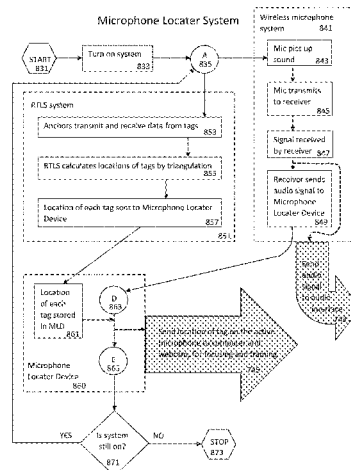 Microphone Locater System
START
831
Turn on system
833
A
835
Wireless microphone
system 841
Mic picks up
sound
843
Mic transmits
to receiver
845
Signal received
by receiver
847
Receiver sends
audio signal to
Microphone
Locater Device
849
RTLS system
Anchors transmit and receive data from tags
853
RTLS calculates locations of tags by triangulation
855
Location of each tag sent to Microphone Locater
Device
857
851
Location
of each
tag stored
in MLD
861
D
863
E
865
Microphone
Locater Device
860
Send
audio
signal
to audio
interface
Send location of tag on the active
microphone to computer and
webcam, for focusing and framing
YES
Is system
still on?
871
NO
STOP
873